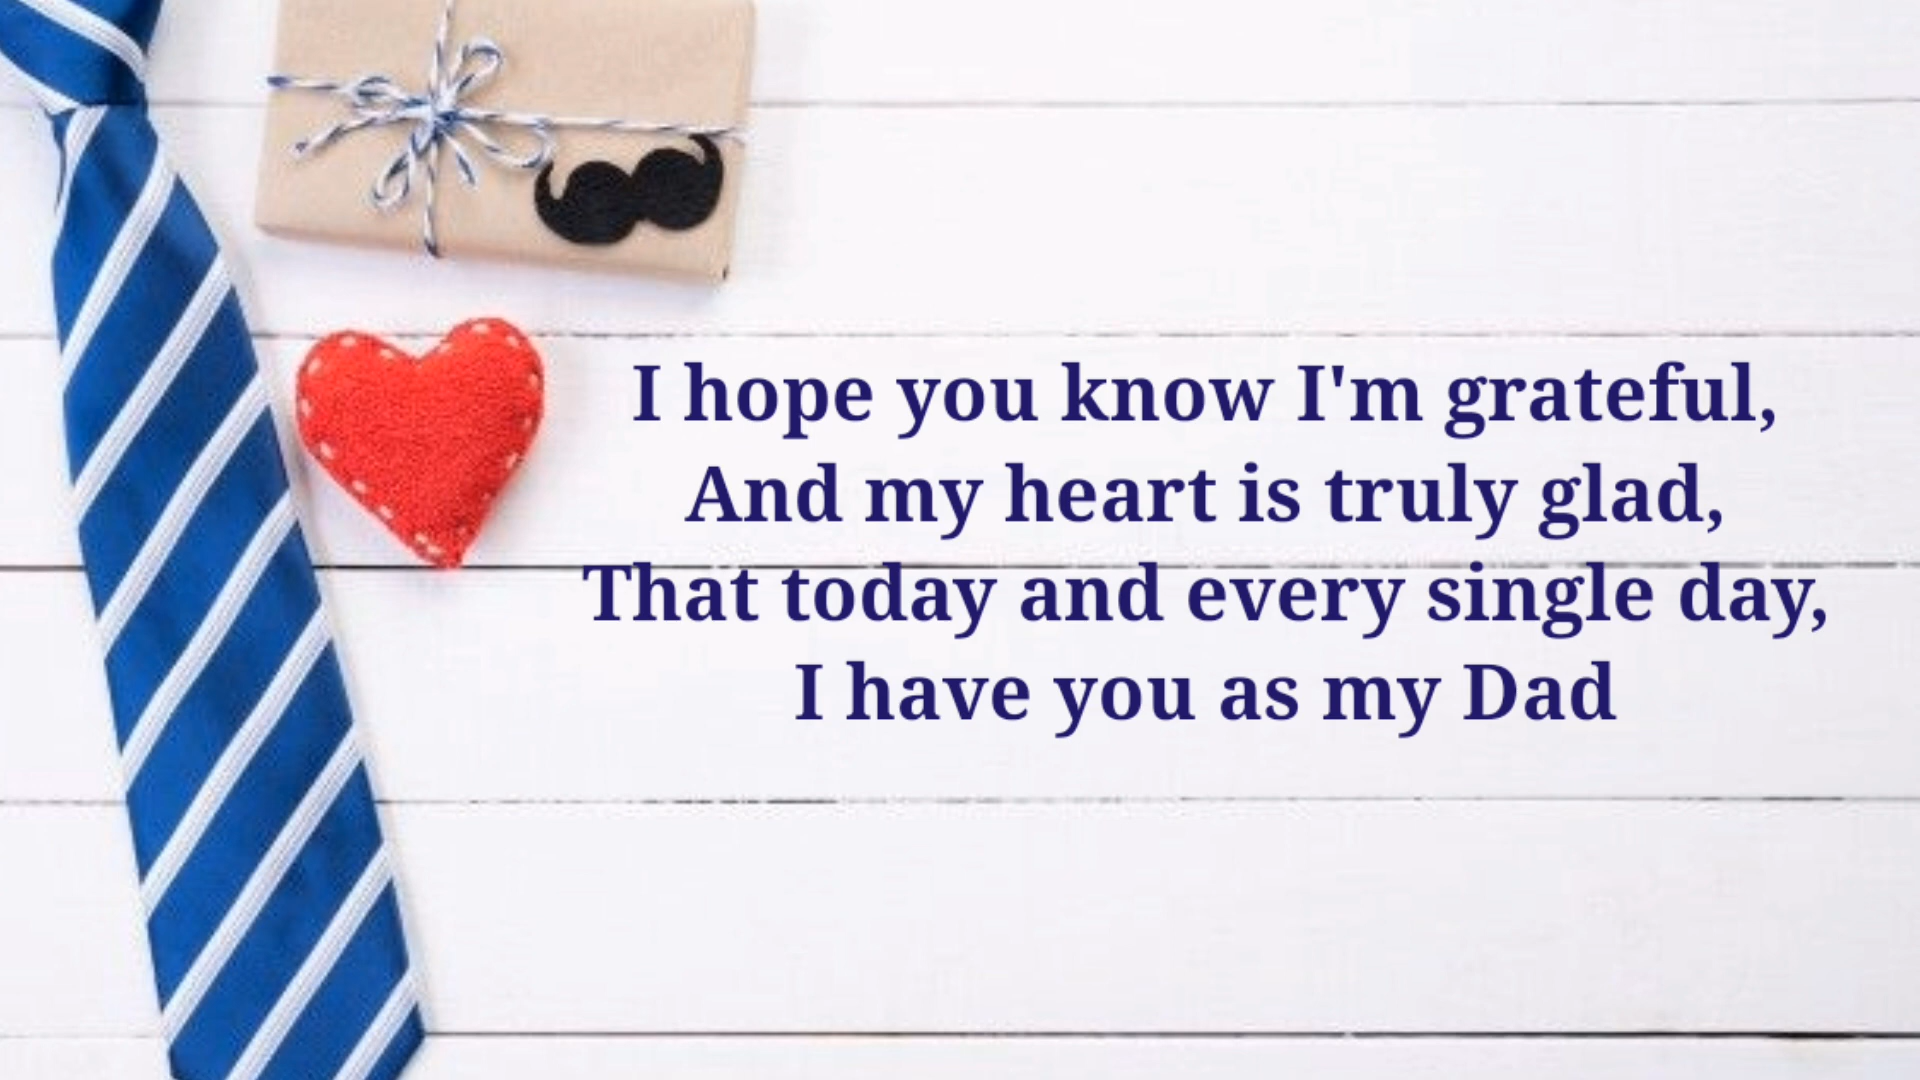 I hope you know I'm grateful,
And my heart is truly glad,
That today and every single day,
I have you as my Dad